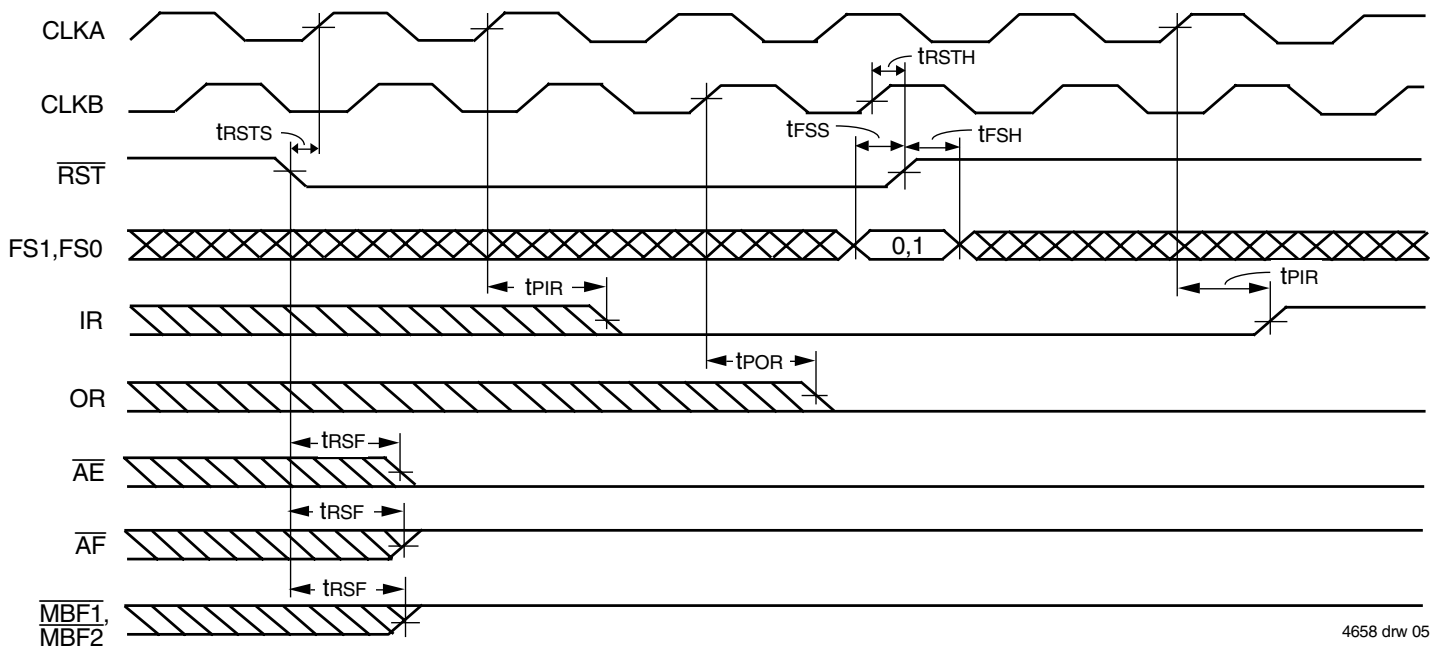 CLKA
tRSTH
CLKB
tRSTS
tFSS
tFSH
RST
FS1,FS0
0,1
tPIR
tPIR
IR
tPOR
OR
tRSF
AE
tRSF
AF
tRSF
MBF1,
MBF2
4658 drw 05